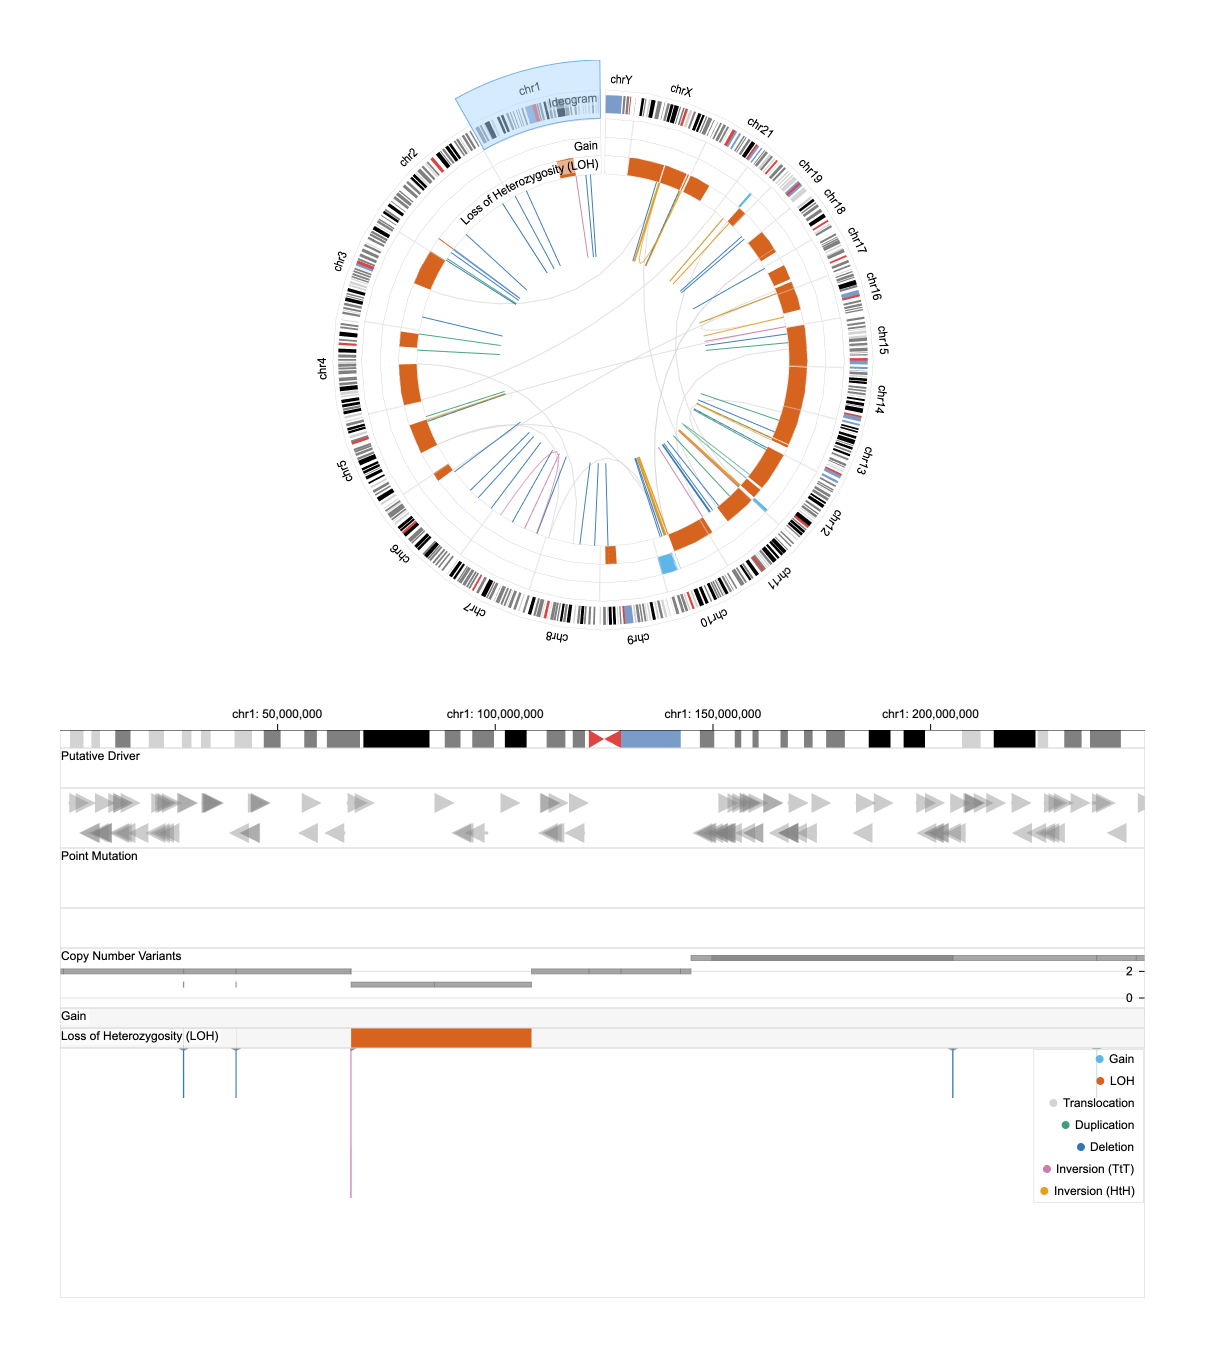 chrY
chrX
chr1
Ideogram
chr21
Gain
chr2
Loss of Heterozygosity (LOH)
chr19
chr18
chr17
chr3
chr16
chr15
chr4
chr14
chr5
chr13
chr12
chr6
chr11
chr7
chr10
chr8
chr9
chr1: 50,000,000
chr1: 100,000,000
chr1: 150,000,000
chr1: 200,000,000
Putative Driver
Point Mutation
Copy Number Variants
2
0
Gain
Loss of Heterozygosity (LOH)
Gain
LOH
Translocation
Duplication
Deletion
Inversion (TtT)
Inversion (HtH)